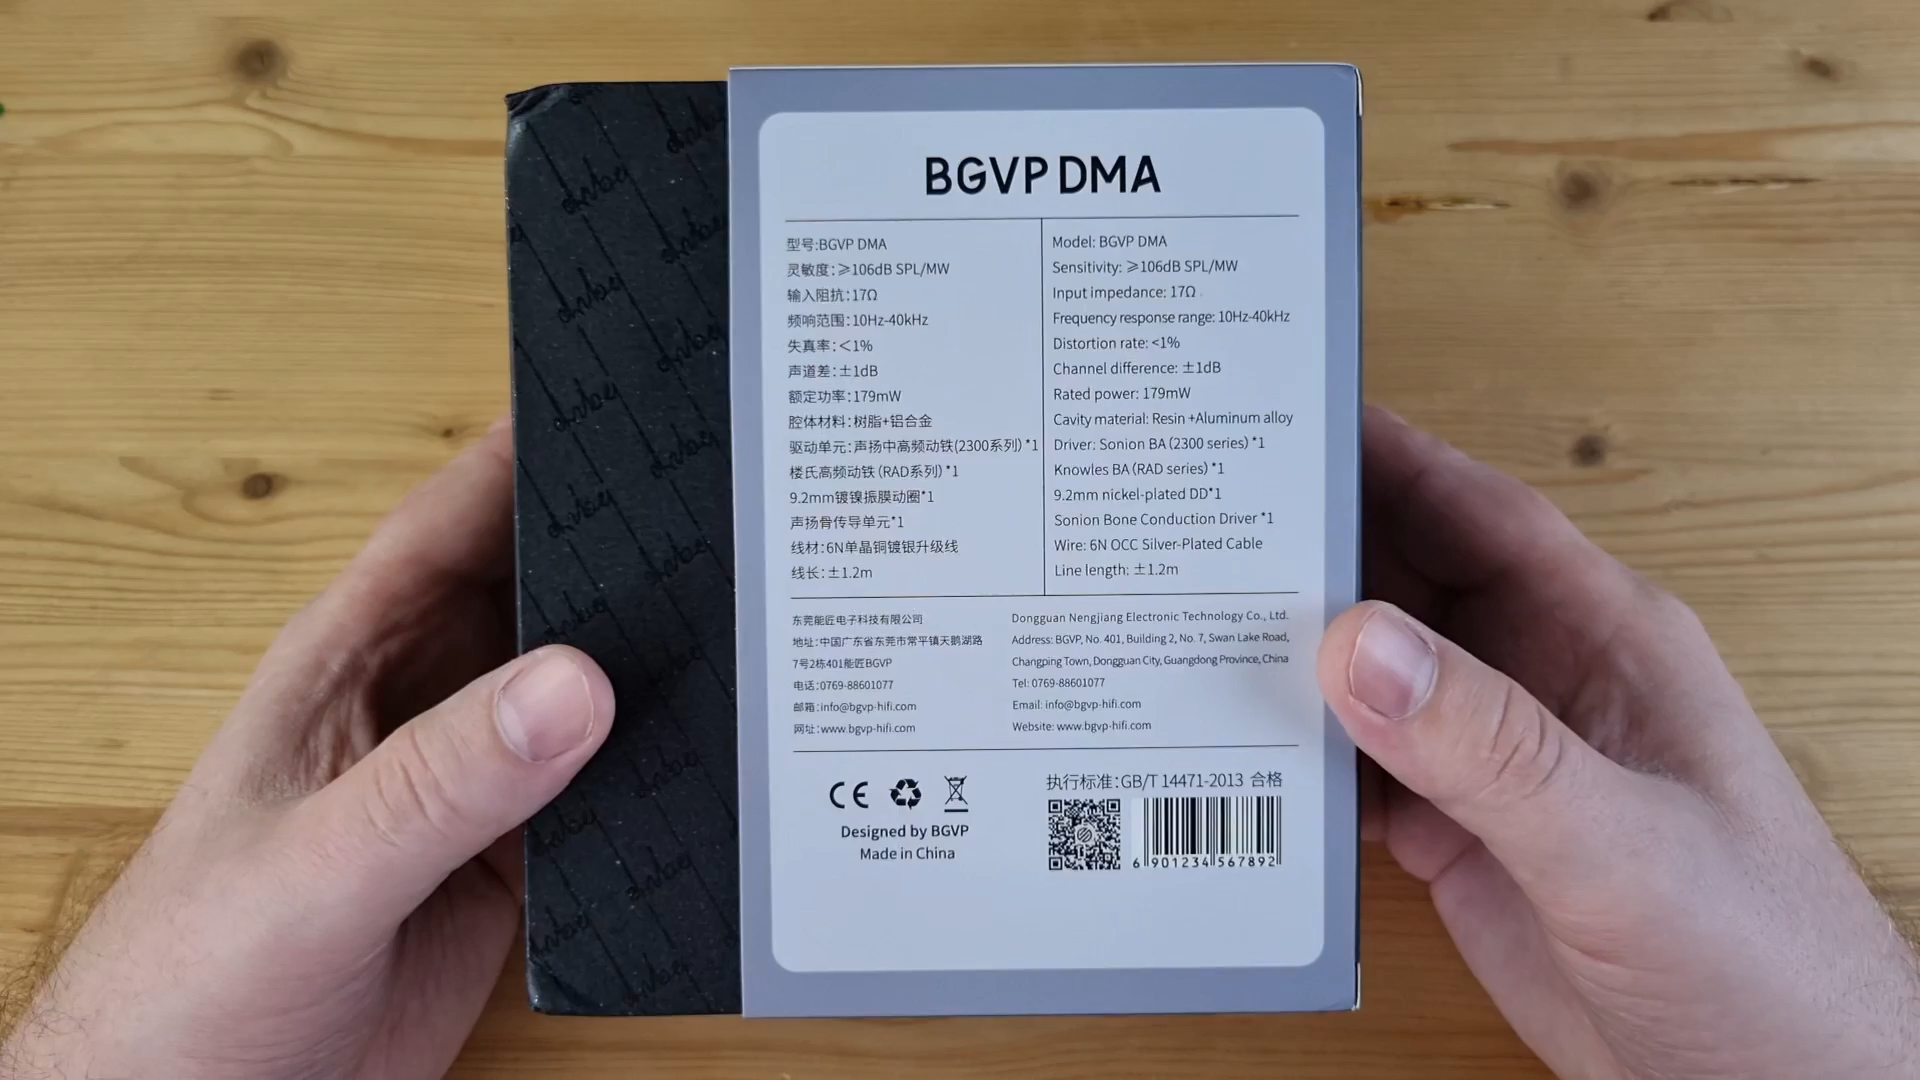 BGVP DMA
型号:BGVP DMA
灵敏度:≥106dB SPL/MW
输入阻抗:17Ω
频响范围:10Hz-40kHz
失真率:<1%
声道差:±1dB
额定功率:179mW
腔体材料:树脂+铝合金
驱动单元:声扬中高频动铁(2300系列)*1
楼氏高频动铁(RAD系列)*1
9.2mm镀镍振膜动圈*1
声扬骨传导单元*1
线材:6N单晶铜镀银升级线
线长:±1.2m
Model: BGVP DMA
Sensitivity: ≥106dB SPL/MW
Input impedance: 17Ω
Frequency response range: 10Hz-40kHz
Distortion rate: <1%
Channel difference: ±1dB
Rated power: 179mW
Cavity material: Resin +Aluminum alloy
Driver: Sonion BA (2300 series) *1
Knowles BA (RAD series) *1
9.2mm nickel-plated DD*1
Sonion Bone Conduction Driver *1
Wire: 6N OCC Silver-Plated Cable
Line length: ±1.2m
东莞能匠电子科技有限公司
地址:中国广东省东莞市常平镇天鹅湖路
7号2栋401能匠BGVP
电话:0769-88601077
邮箱:info@bgvp-hifi.com
网址:www.bgvp-hifi.com
Dongguan Nengjiang Electronic Technology Co., Ltd.
Address: BGVP, No. 401, Building 2, No. 7, Swan Lake Road,
Changping Town, Dongguan City, Guangdong Province, China
Tel: 0769-88601077
Email: info@bgvp-hifi.com
Website: www.bgvp-hifi.com
CE
Designed by BGVP
Made in China
执行标准:GB/T 14471-2013 合格
6 901234 567892